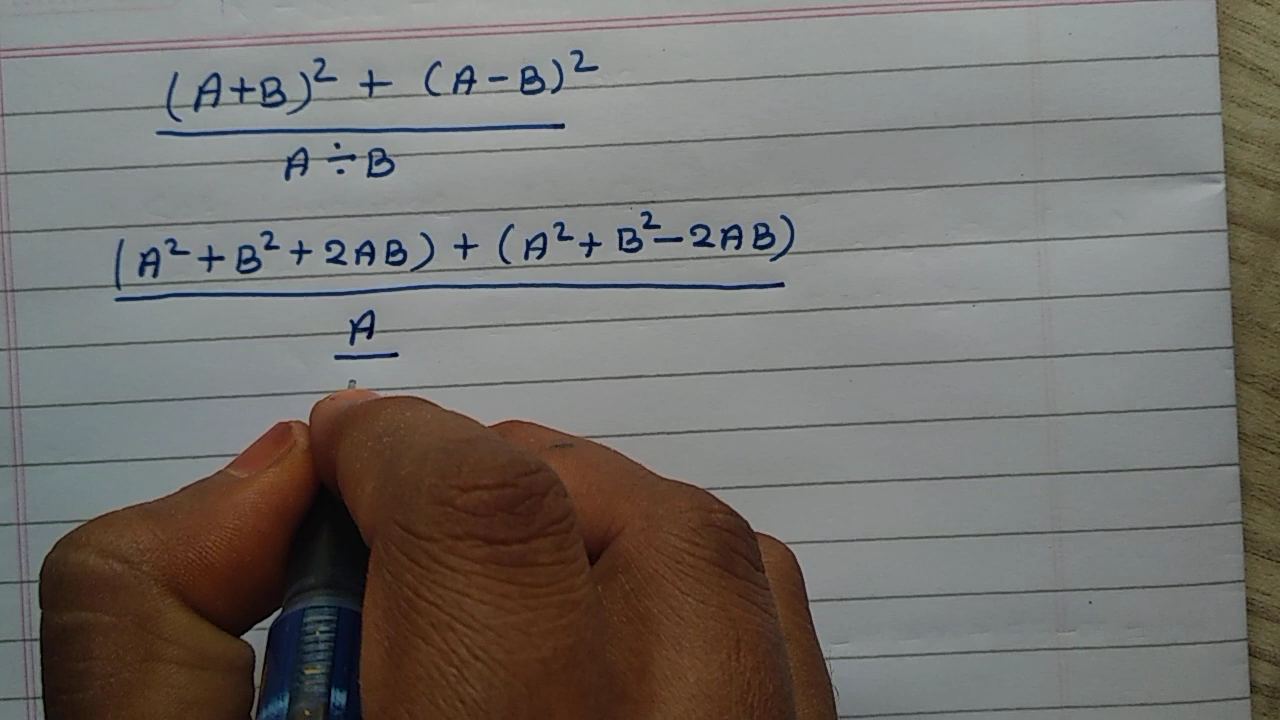 (A+B)² + (A-B)²
A÷B
(A²+B²+2AB) + (A²+B²-2AB)
A